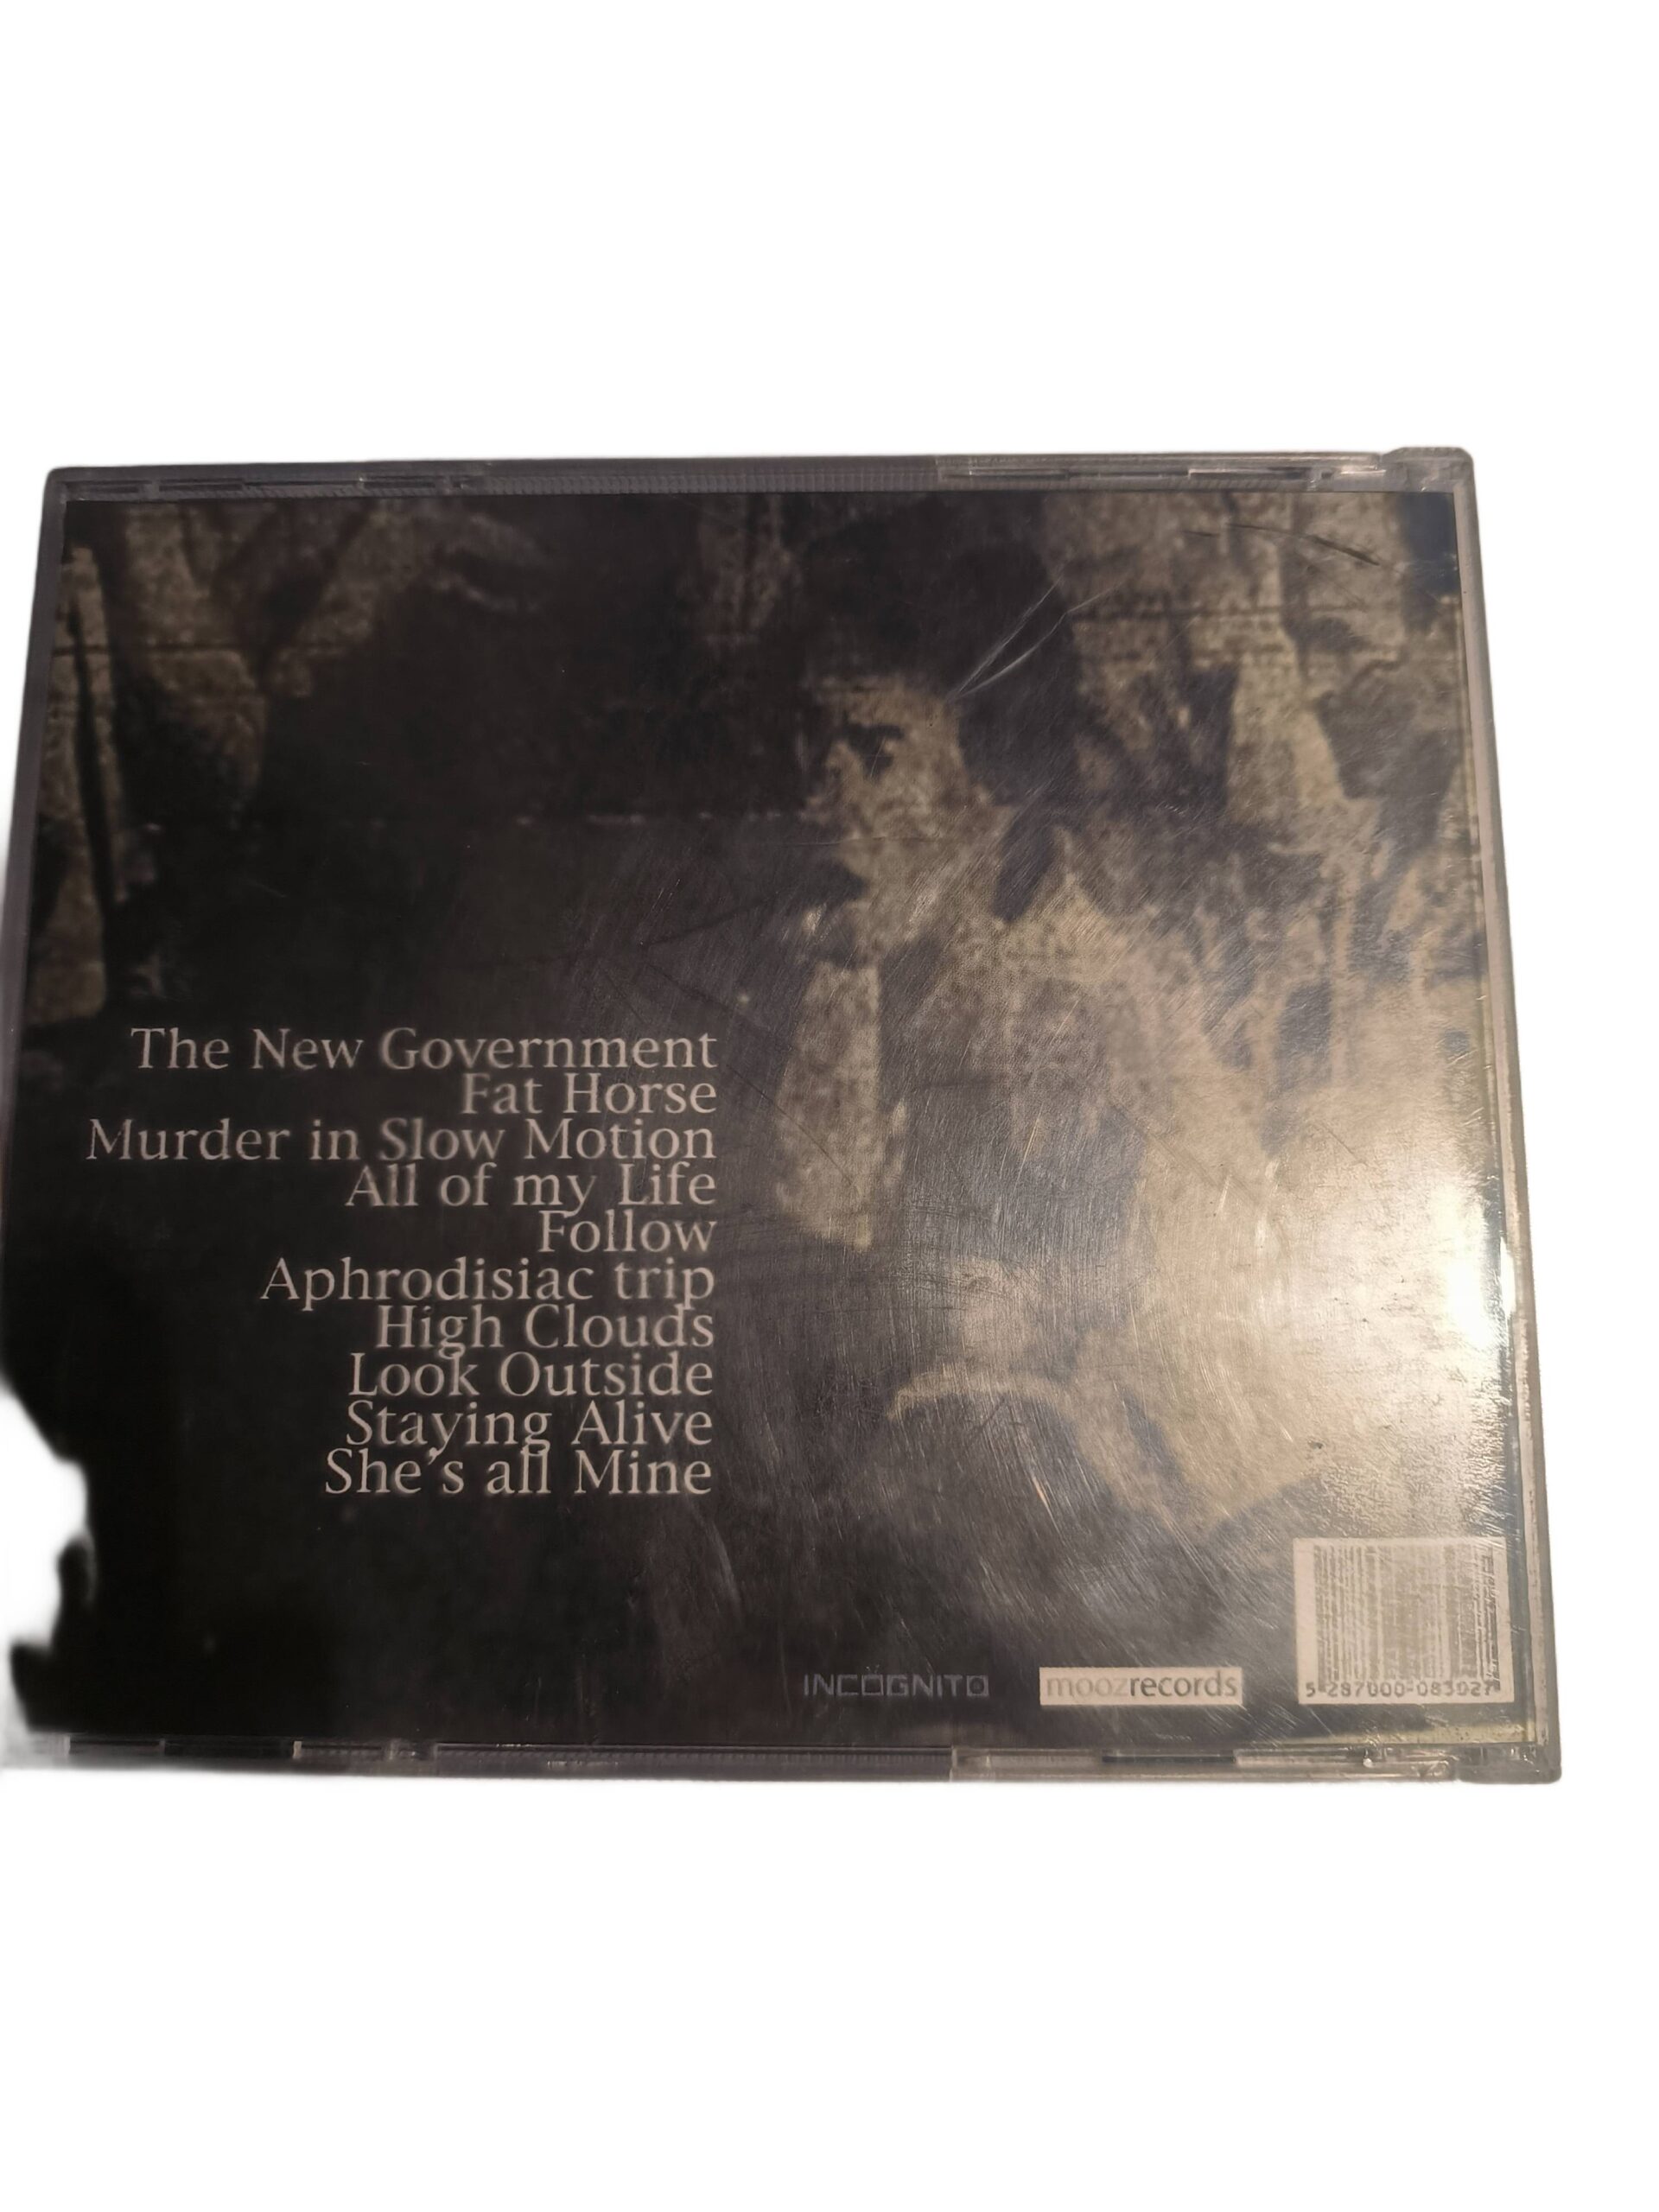 The New Government
Fat Horse
Murder in Slow Motion
All of my Life
Follow
Aphrodisiac trip
High Clouds
Look Outside
Staying Alive
She's all Mine
INCÖGNITO
moozrecords
5-287000-083027